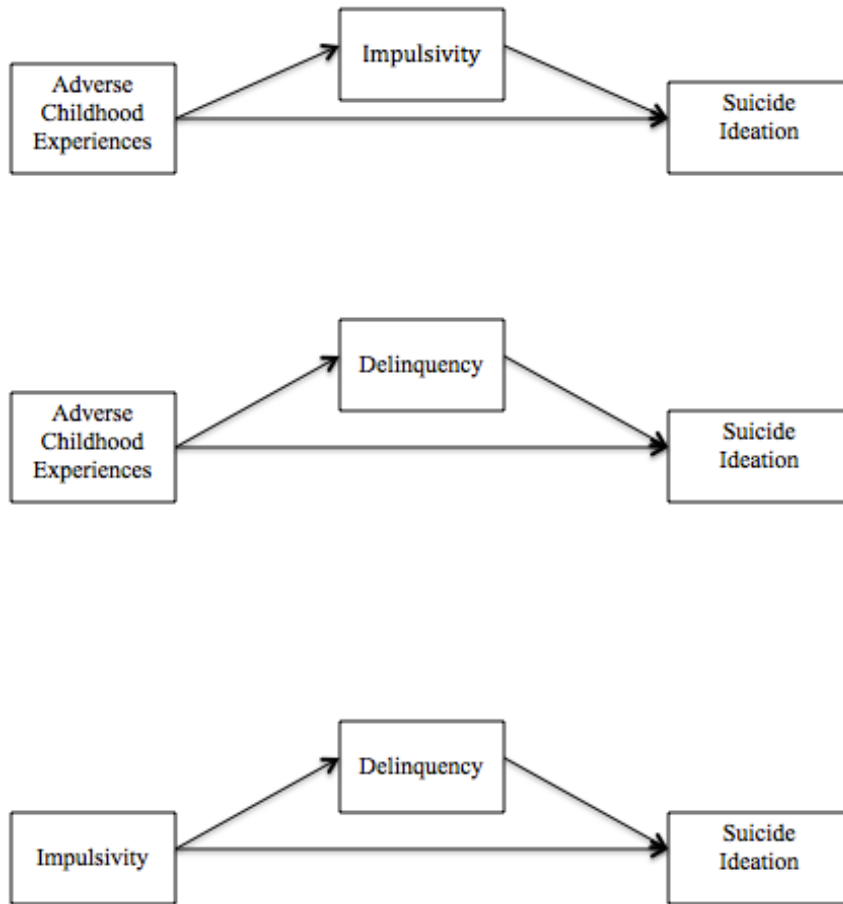 Impulsivity
Adverse
Childhood
Experiences
Suicide
Ideation
Delinquency
Adverse
Childhood
Experiences
Suicide
Ideation
Delinquency
Impulsivity
Suicide
Ideation